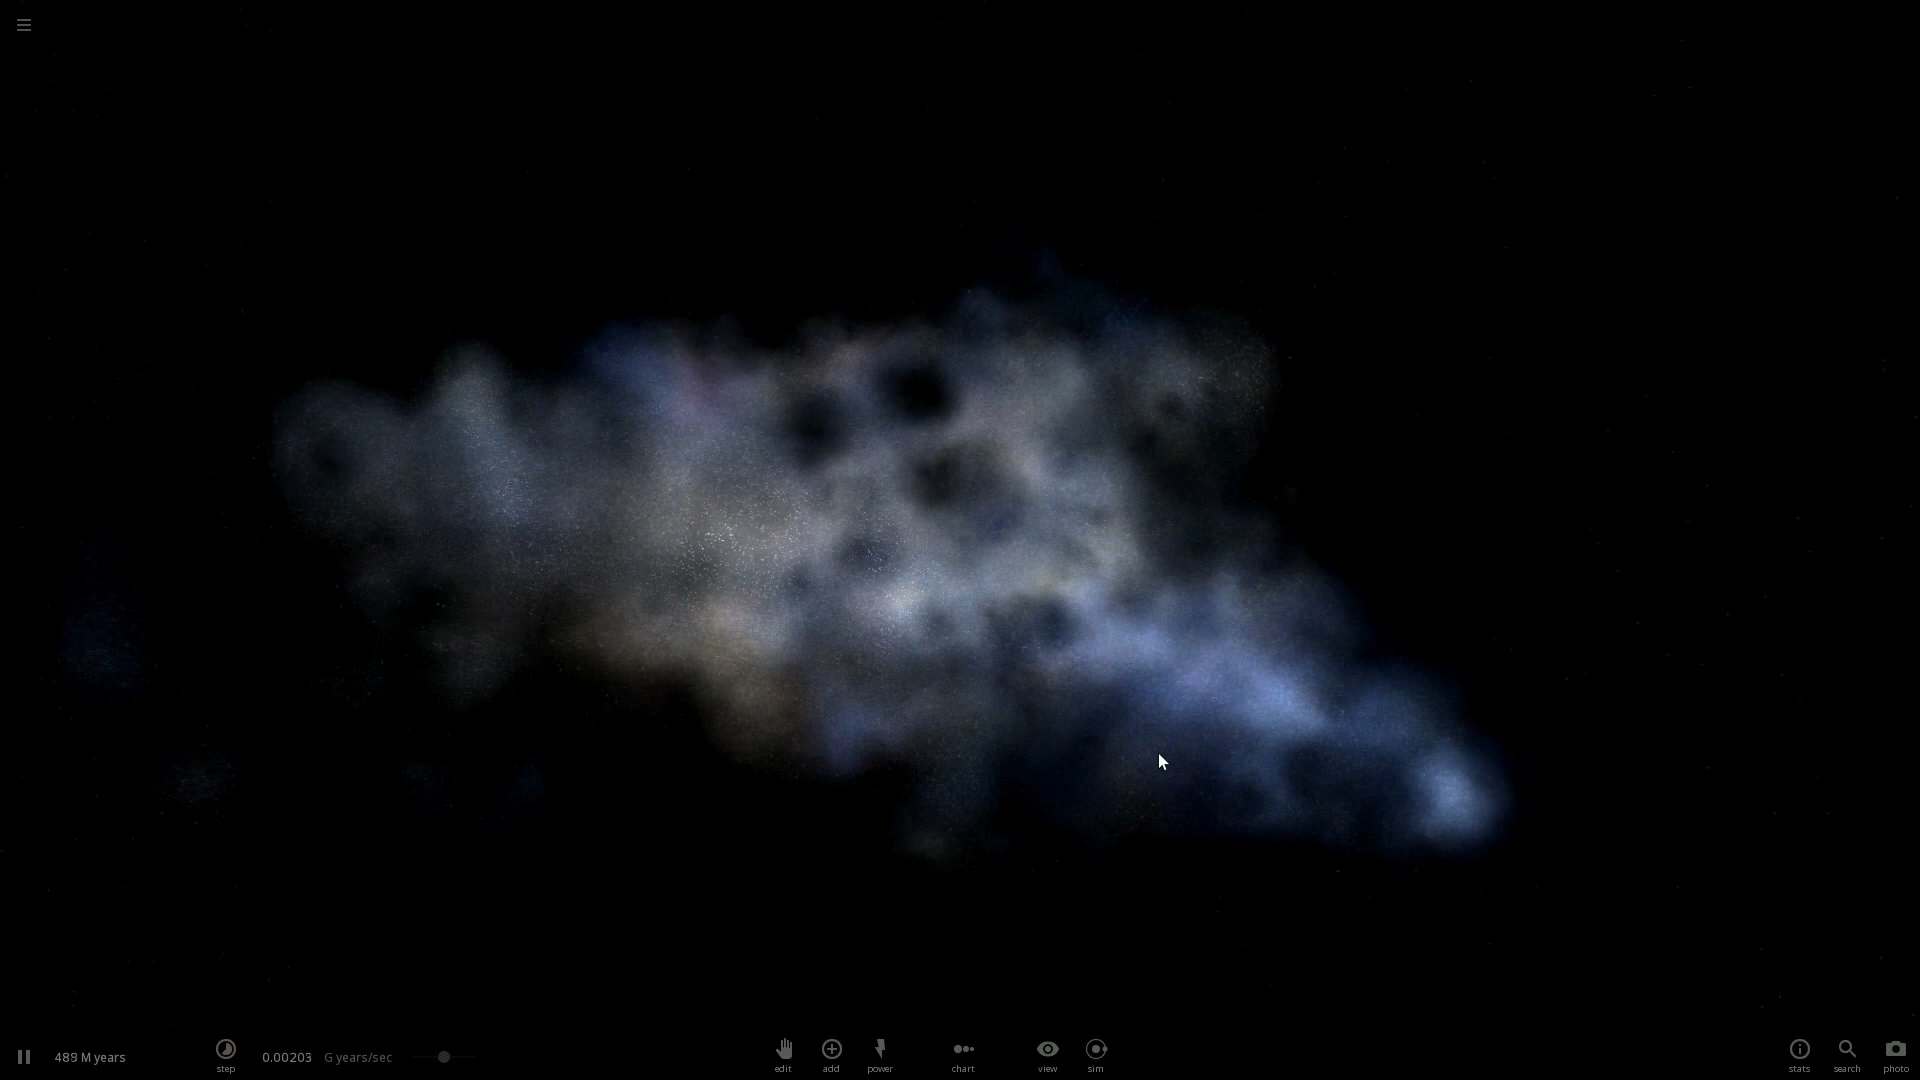 489 M years
step
0.00203 G years/sec
edit
add
power
chart
view
sim
stats
search
photo